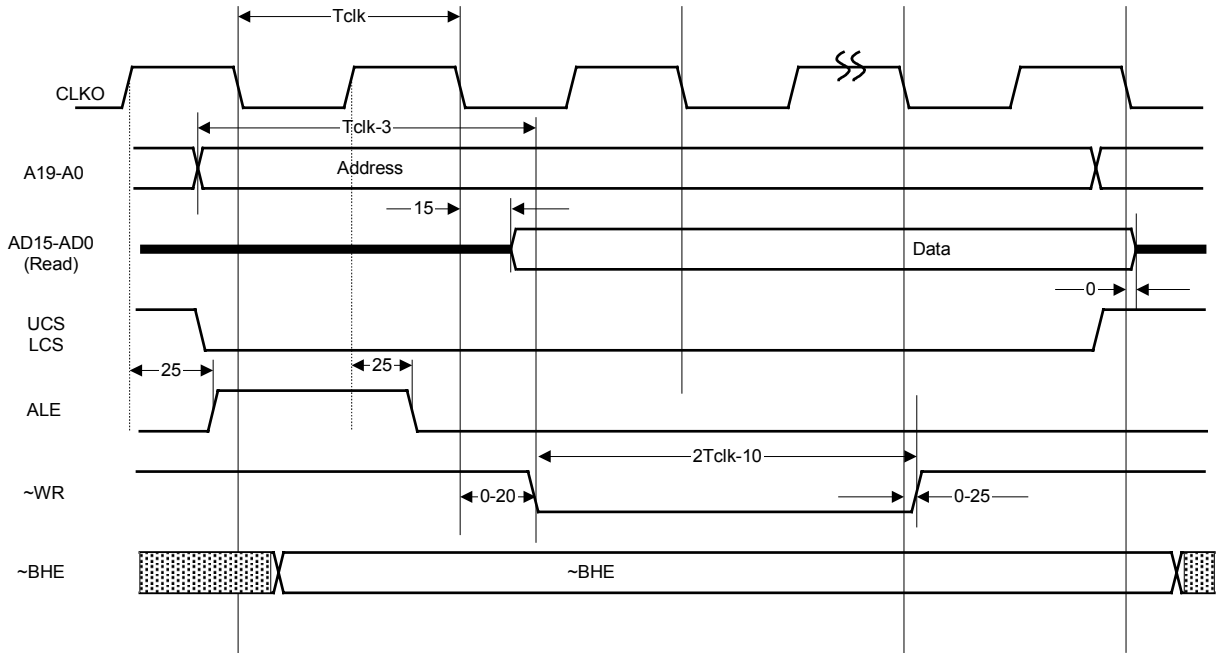 Tclk
CLKO
Tclk-3
A19-A0
Address
15
AD15-AD0
(Read)
Data
0
UCS
LCS
25
25
ALE
2Tclk-10
~WR
0-20
0-25
~BHE
~BHE